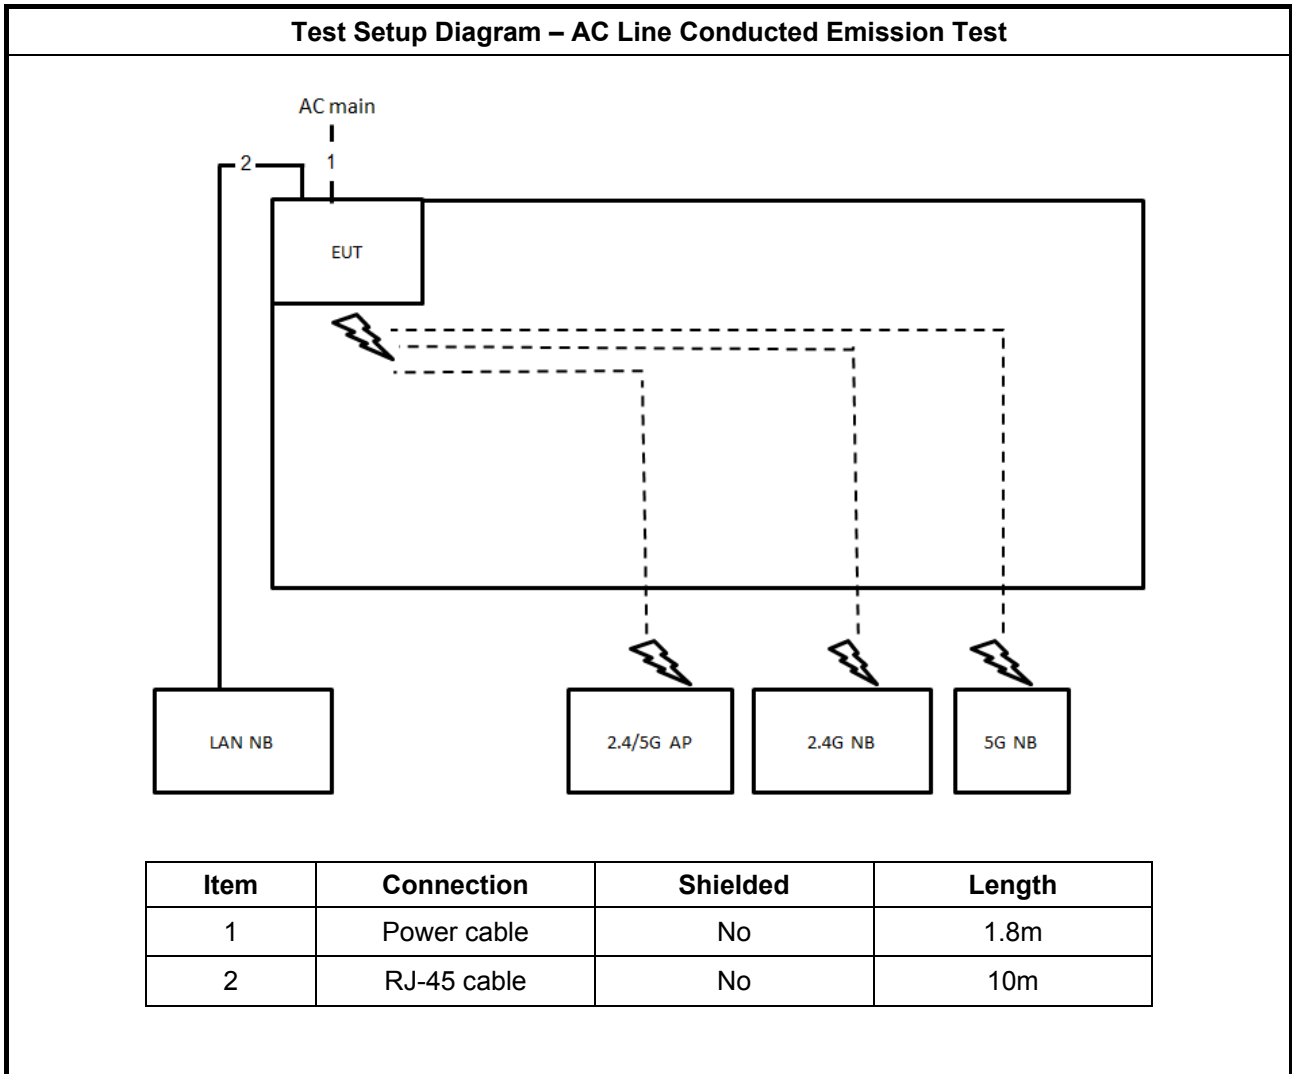 Test Setup Diagram – AC Line Conducted Emission Test
AC main
2
1
EUT
LAN NB
2.4/5G AP
2.4G NB
5G NB
Item Connection Shielded Length
1 Power cable No 1.8m
2 RJ-45 cable No 10m